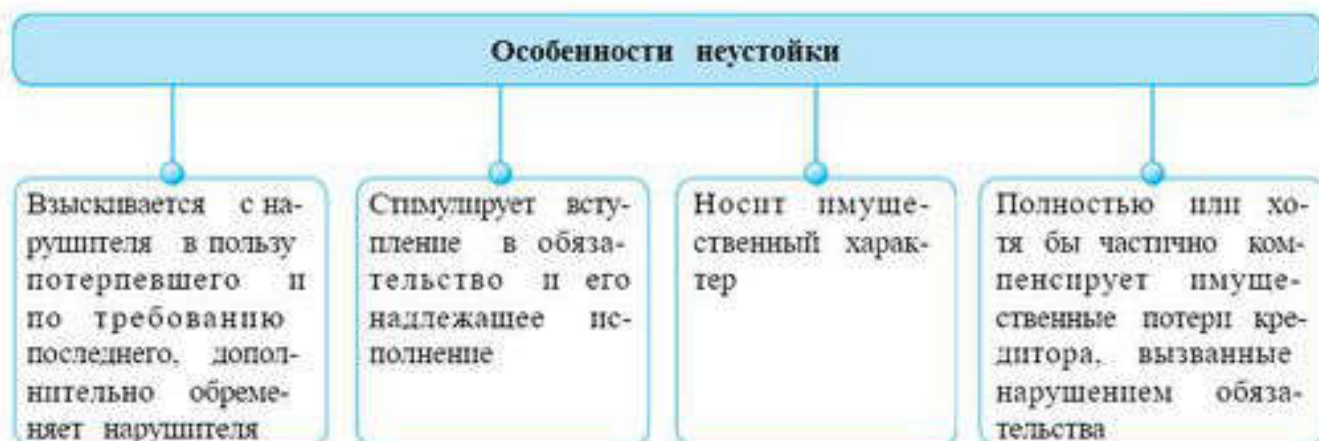 Особенности неустойки
Взыскивается с на-
рушителя в пользу
потерпевшего и
по требованию
последнего, допол-
нительно обреме-
няет нарушителя
Стимулирует всту-
пление в обяза-
тельство и его
надлежащее ис-
полнение
Носит имуще-
ственный харак-
тер
Полностью или хо-
тя бы частично ком-
пенсирует имуще-
ственные потери кре-
дитора, вызванные
нарушением обяза-
тельства